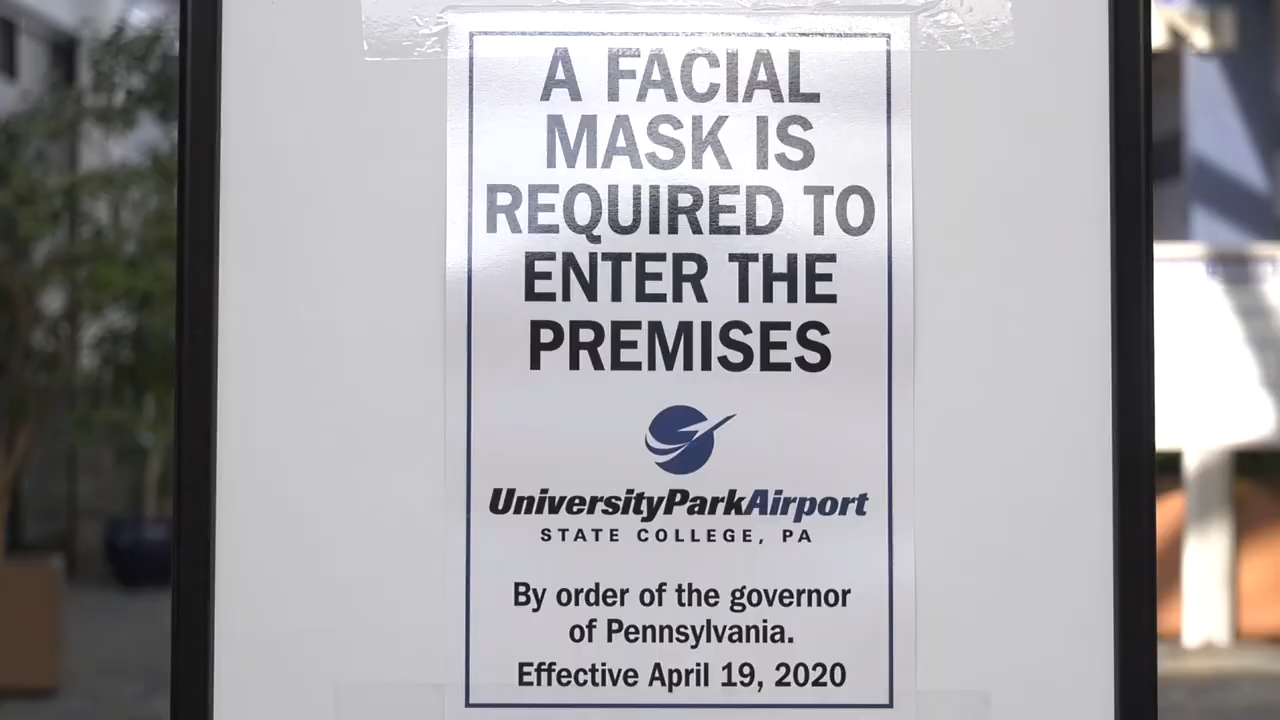 A FACIAL
MASK IS
REQUIRED TO
ENTER THE
PREMISES
UniversityParkAirport
STATE COLLEGE, PA
By order of the governor
of Pennsylvania.
Effective April 19, 2020